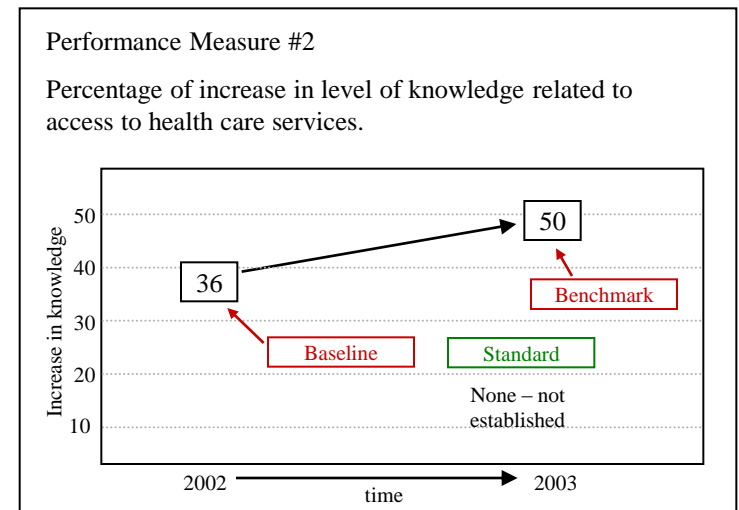 Performance Measure #2
Percentage of increase in level of knowledge related to
access to health care services.
Increase in knowledge
50
40
30
20
10
36
50
Benchmark
Baseline
Standard
None – not
established
2002
2003
time